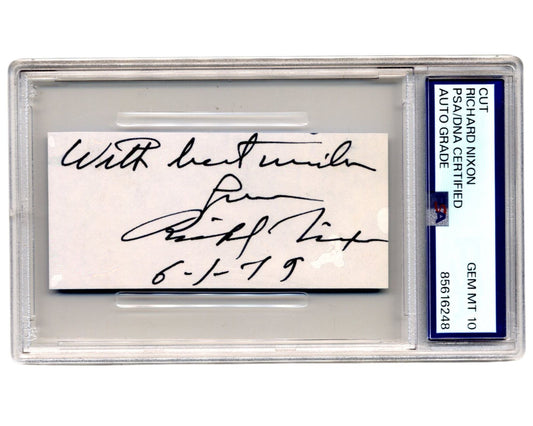 With best wishes
from
Richard Nixon
6-1-79
CUT
RICHARD NIXON
PSA/DNA CERTIFIED
AUTO GRADE
GEM MT 10
85616248
PSA